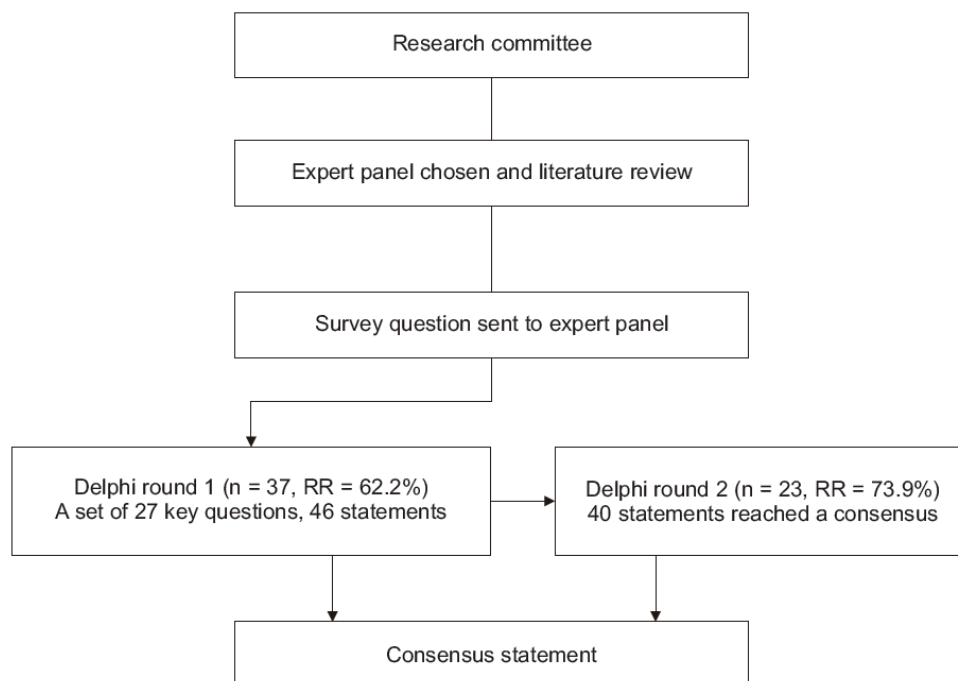 Research committee
Expert panel chosen and literature review
Survey question sent to expert panel
Delphi round 1 (n = 37, RR = 62.2%)
A set of 27 key questions, 46 statements
Delphi round 2 (n = 23, RR = 73.9%)
40 statements reached a consensus
Consensus statement